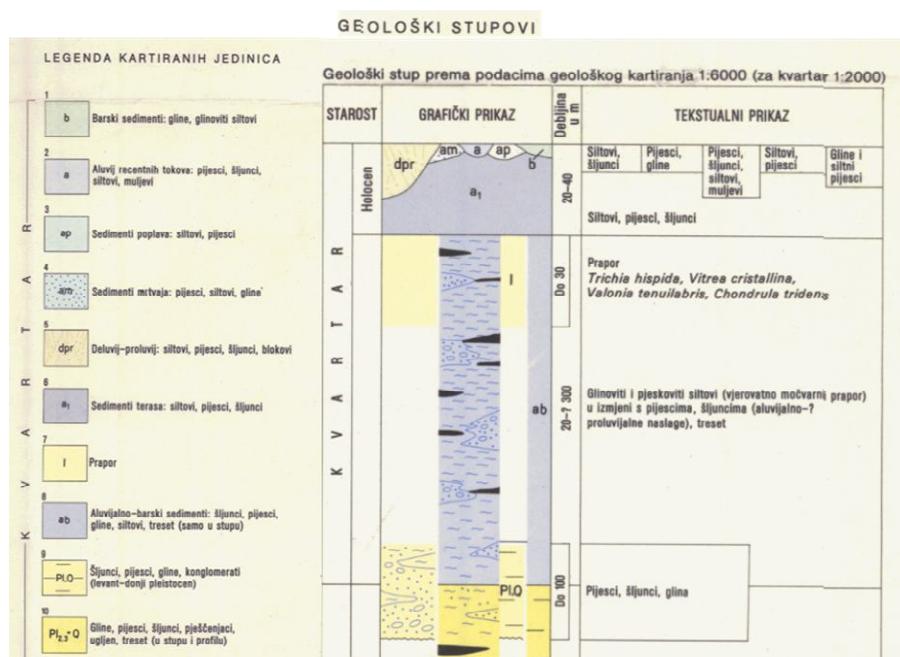 GEOLOŠKI STUPOVI
LEGENDA KARTIRANIH JEDINICA
1
b
Barski sedimenti: gline, glinoviti siltovi
2
a
Aluvij recentnih tokova: pijesci, šljunci,
siltovi, muljevi
3
ap
Sedimenti poplava: siltovi, pijesci
4
am
Sedimenti mrtvaja: pijesci, siltovi, gline
5
dpr
Deluvij-proluvij: siltovi, pijesci, šljunci, blokovi
6
a1
Sedimenti terasa: siltovi, pijesci, šljunci
7
l
Prapor
8
ab
Aluvijalno-barski sedimenti: šljunci, pijesci,
gline, siltovi, treset (samo u stupu)
9
Pl.Q
Šljunci, pijesci, gline, konglomerati
(levant-donji pleistocen)
10
Pl2,3+Q
Gline, pijesci, šljunci, pješčenjaci,
ugljen, treset (u stupu i profilu)
KVARTAR
Geološki stup prema podacima geološkog kartiranja 1:6000 (za kvartar 1:2000)
STAROST
GRAFIČKI PRIKAZ
Debljina
u m
TEKSTUALNI PRIKAZ
KVARTAR
Holocen
dpr
am
a
ap
b
a1
20–40
Siltovi,
šljunci
Pijesci,
gline
Pijesci,
šljunci,
siltovi,
muljevi
Siltovi,
pijesci
Gline i
siltni
pijesci
Siltovi, pijesci, šljunci
l
Do 30
Prapor
Trichia hispida, Vitrea cristallina,
Valonia tenuilabris, Chondrula tridens
ab
20–? 300
Glinoviti i pjeskoviti siltovi (vjerovatno močvarni prapor)
u izmjeni s pijescima, šljuncima (aluvijalno–?
proluvijalne naslage), treset
Pl.Q
Do 100
Pijesci, šljunci, glina